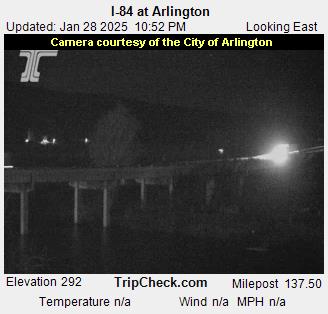 I-84 at Arlington
Updated: Jan 28 2025 10:52 PM Looking East
Camera courtesy of the City of Arlington
Elevation 292 TripCheck.com Milepost 137.50
Temperature n/a Wind n/a MPH n/a